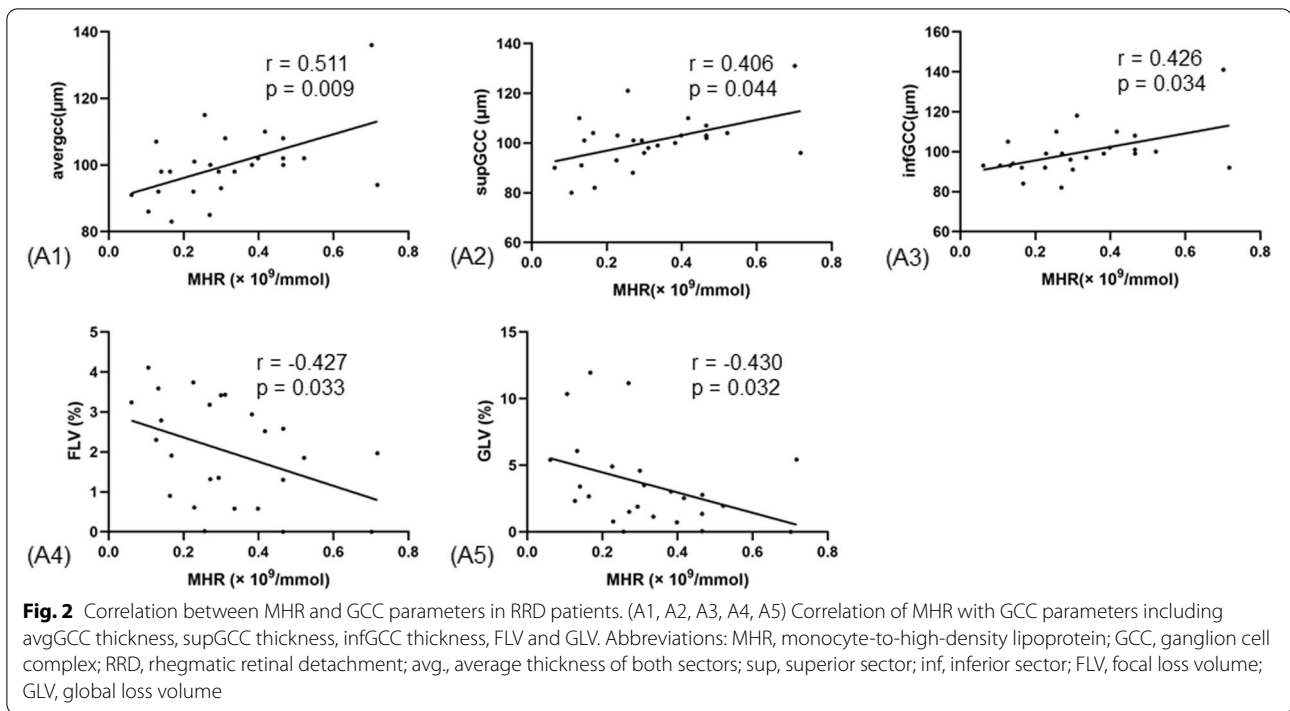 140
120
100
80
avergcc(μm)
r = 0.511
p = 0.009
0.0 0.2 0.4 0.6 0.8
MHR (× 10⁹/mmol)
(A1)
140
120
100
80
60
supGCC (μm)
r = 0.406
p = 0.044
0.0 0.2 0.4 0.6 0.8
MHR(× 10⁹/mmol)
(A2)
160
140
120
100
80
60
infGCC(μm)
r = 0.426
p = 0.034
0.0 0.2 0.4 0.6 0.8
MHR(× 10⁹/mmol)
(A3)
5
4
3
2
1
0
FLV (%)
r = -0.427
p = 0.033
0.0 0.2 0.4 0.6 0.8
MHR (× 10⁹/mmol)
(A4)
15
10
5
0
GLV (%)
r = -0.430
p = 0.032
0.0 0.2 0.4 0.6 0.8
MHR (× 10⁹/mmol)
(A5)
Fig. 2 Correlation between MHR and GCC parameters in RRD patients. (A1, A2, A3, A4, A5) Correlation of MHR with GCC parameters including
avgGCC thickness, supGCC thickness, infGCC thickness, FLV and GLV. Abbreviations: MHR, monocyte-to-high-density lipoprotein; GCC, ganglion cell
complex; RRD, rhegmatic retinal detachment; avg., average thickness of both sectors; sup, superior sector; inf, inferior sector; FLV, focal loss volume;
GLV, global loss volume